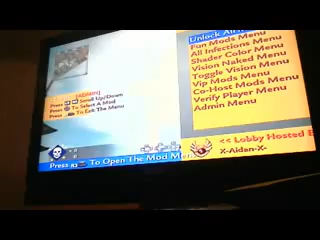 Unlock All
Fun Mods Menu
All Infections Menu
Shader Color Menu
Vision Naked Menu
Toggle Vision Menu
Vip Mods Menu
Co-Host Mods Menu
Verify Player Menu
Admin Menu
Press Scroll Up/Down
Press To Select A Mod
Press To Exit The Menu
<< Lobby Hosted B
X-Aidan-X-
Press R3 To Open The Mod Menu